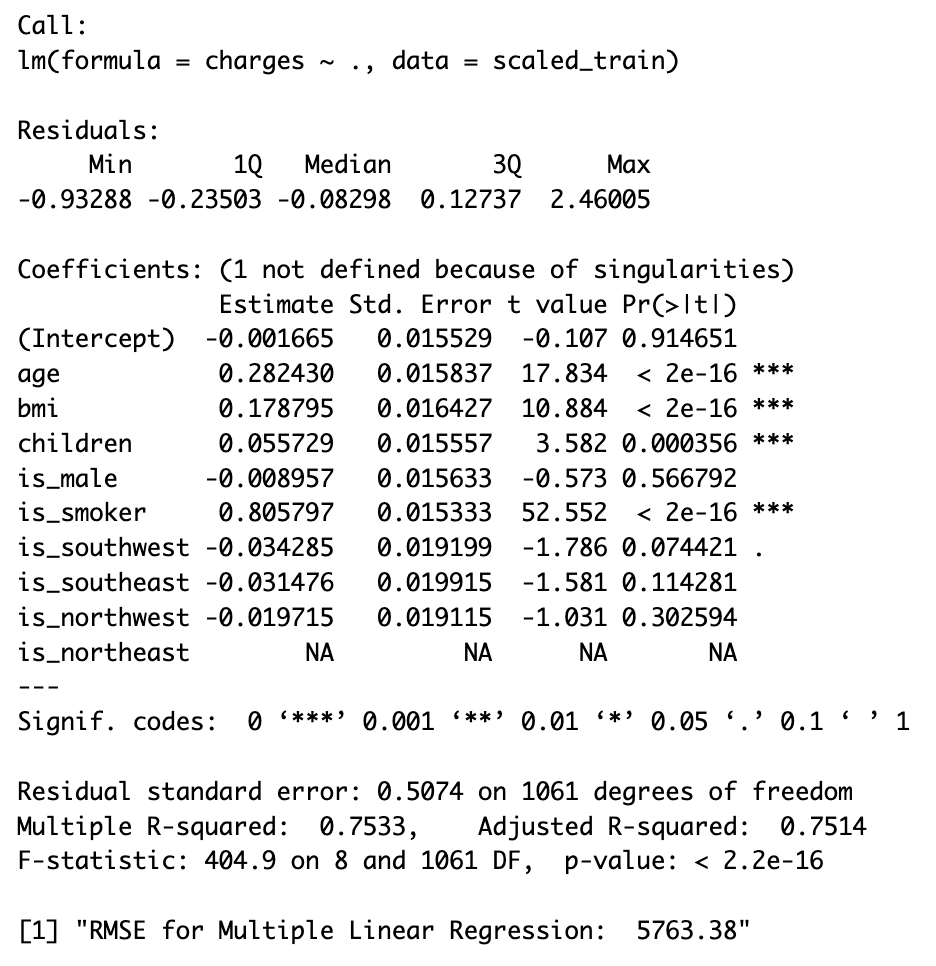 Call:
lm(formula = charges ~ ., data = scaled_train)
Residuals:
     Min       1Q   Median       3Q      Max
-0.93288 -0.23503 -0.08298  0.12737  2.46005
Coefficients: (1 not defined because of singularities)
              Estimate Std. Error t value Pr(>|t|)
(Intercept)  -0.001665   0.015529  -0.107 0.914651
age           0.282430   0.015837  17.834  < 2e-16 ***
bmi           0.178795   0.016427  10.884  < 2e-16 ***
children      0.055729   0.015557   3.582 0.000356 ***
is_male      -0.008957   0.015633  -0.573 0.566792
is_smoker     0.805797   0.015333  52.552  < 2e-16 ***
is_southwest -0.034285   0.019199  -1.786 0.074421 .
is_southeast -0.031476   0.019915  -1.581 0.114281
is_northwest -0.019715   0.019115  -1.031 0.302594
is_northeast        NA         NA      NA       NA
---
Signif. codes:  0 ‘***’ 0.001 ‘**’ 0.01 ‘*’ 0.05 ‘.’ 0.1 ‘ ’ 1
Residual standard error: 0.5074 on 1061 degrees of freedom
Multiple R-squared:  0.7533,    Adjusted R-squared:  0.7514
F-statistic: 404.9 on 8 and 1061 DF,  p-value: < 2.2e-16
[1] "RMSE for Multiple Linear Regression:  5763.38"